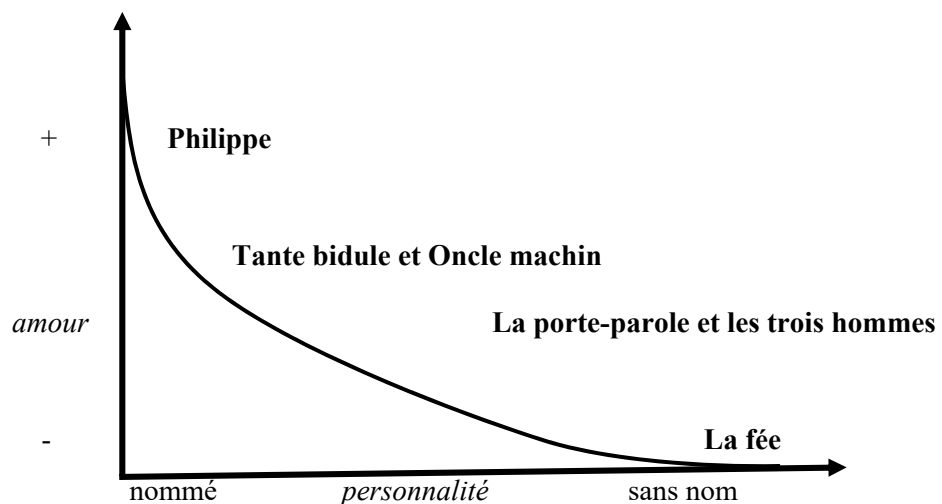 +
Philippe
Tante bidule et Oncle machin
amour
La porte-parole et les trois hommes
-
La fée
nommé personnalité sans nom